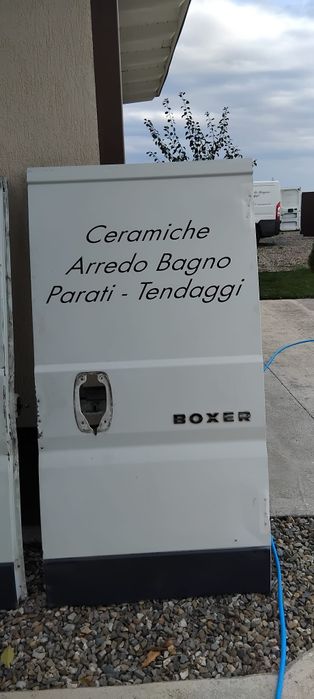 Ceramiche
Arredo Bagno
Parati - Tendaggi
BOXER